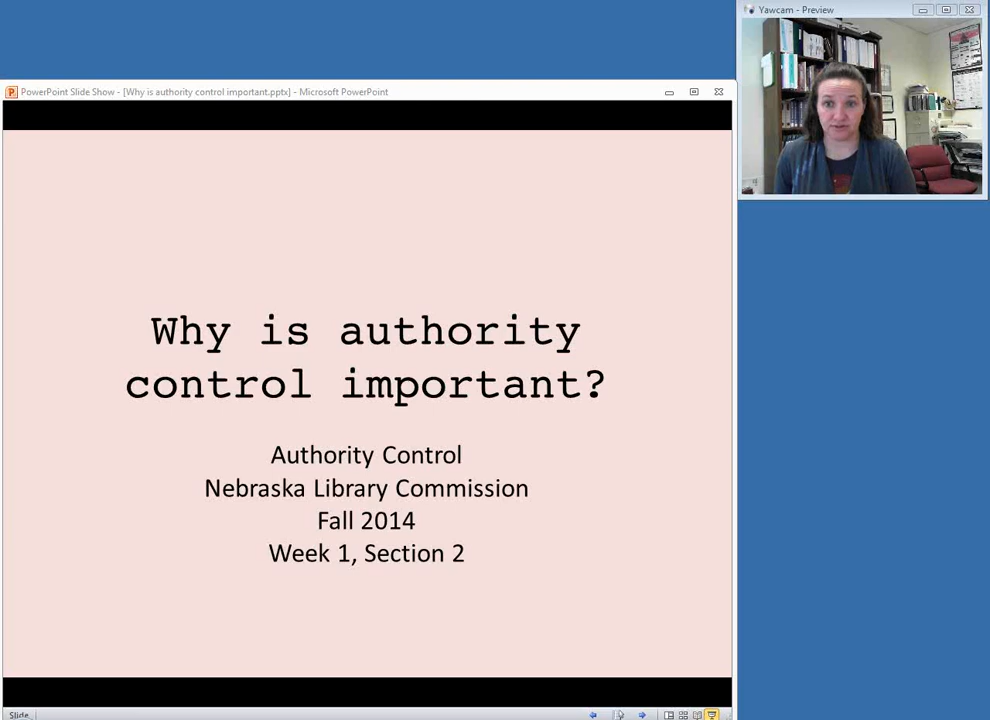 Yawcam - Preview
PowerPoint Slide Show - [Why is authority control important.pptx] - Microsoft PowerPoint
Why is authority
control important?
Authority Control
Nebraska Library Commission
Fall 2014
Week 1, Section 2
Slide